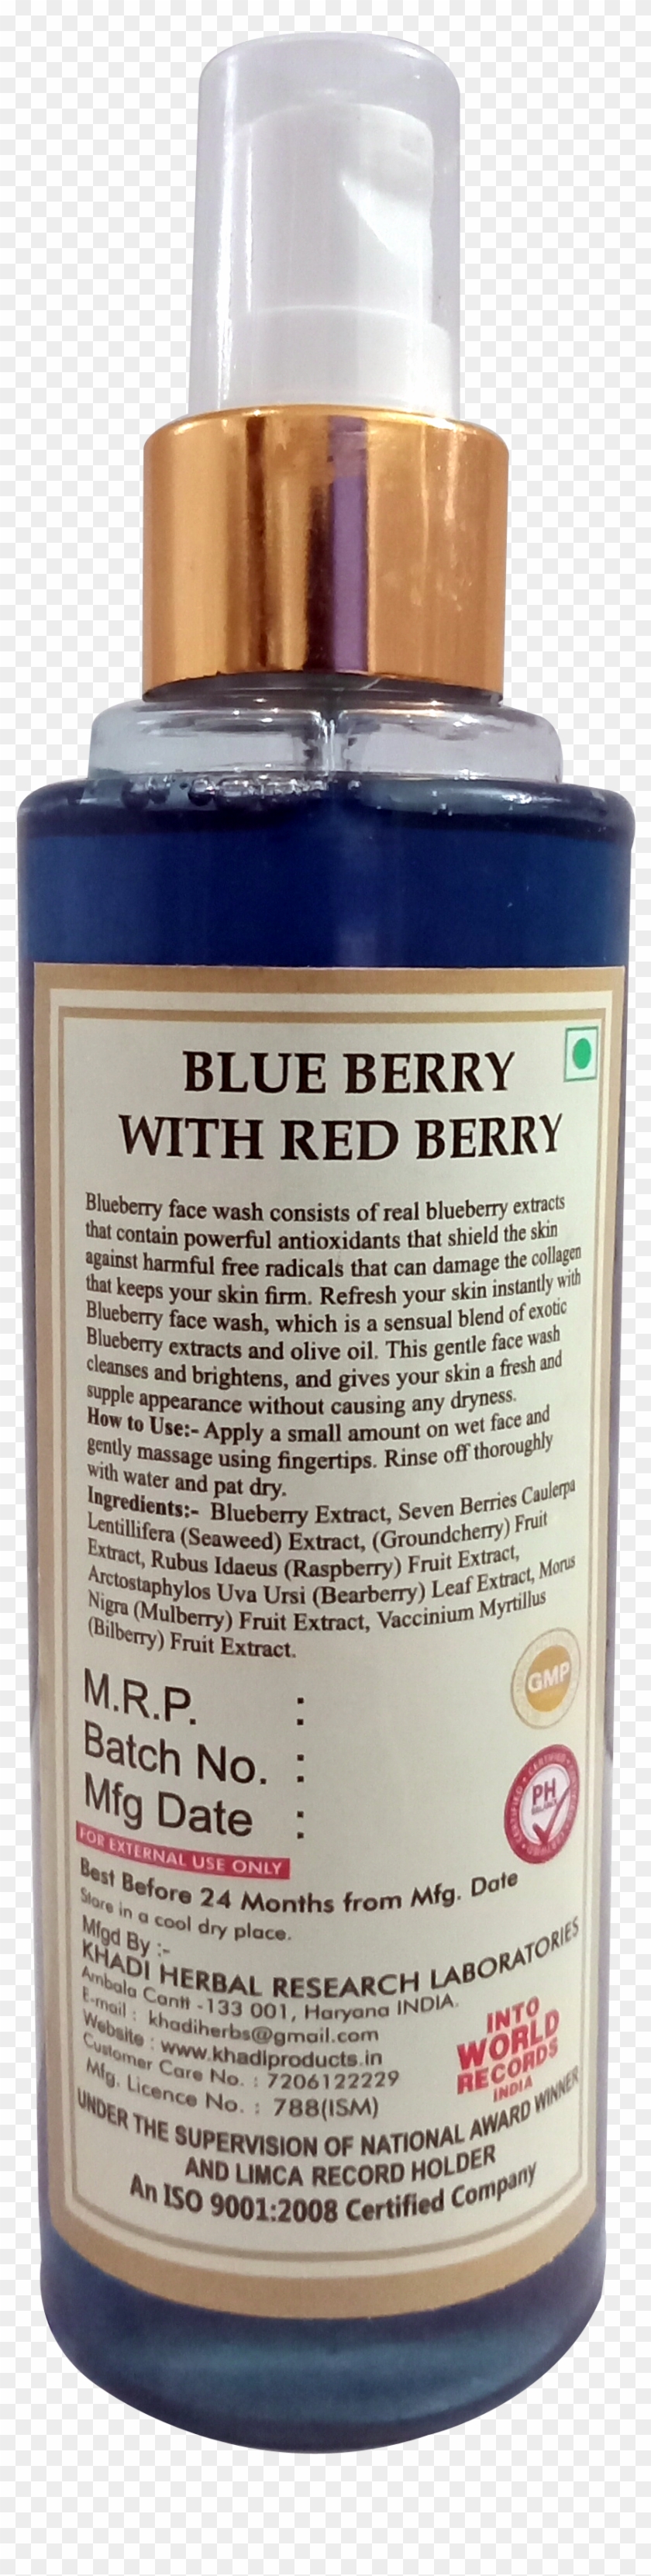 BLUE BERRY
WITH RED BERRY
Blueberry face wash consists of real blueberry extracts
that contain powerful antioxidants that shield the skin
against harmful free radicals that can damage the collagen
that keeps your skin firm. Refresh your skin instantly with
Blueberry face wash, which is a sensual blend of exotic
Blueberry extracts and olive oil. This gentle face wash
cleanses and brightens, and gives your skin a fresh and
supple appearance without causing any dryness.
How to Use:- Apply a small amount on wet face and
gently massage using fingertips. Rinse off thoroughly
with water and pat dry.
Ingredients:- Blueberry Extract, Seven Berries Caulerpa
Lentillifera (Seaweed) Extract, (Groundcherry) Fruit
Extract, Rubus Idaeus (Raspberry) Fruit Extract,
Arctostaphylos Uva Ursi (Bearberry) Leaf Extract, Morus
Nigra (Mulberry) Fruit Extract, Vaccinium Myrtillus
(Bilberry) Fruit Extract.
GMP
M.R.P. :
Batch No. :
Mfg Date :
CERTIFIED
PH
BALANCE
CERTIFIED
CERTIFIED
FOR EXTERNAL USE ONLY
Best Before 24 Months from Mfg. Date
Store in a cool dry place.
Mfgd By :-
KHADI HERBAL RESEARCH LABORATORIES
Ambala Cantt -133 001, Haryana INDIA.
E-mail : khadiherbs@gmail.com
Website : www.khadiproducts.in
Customer Care No. : 7206122229
Mfg. Licence No. : 788(ISM)
INTO
WORLD
RECORDS
INDIA
UNDER THE SUPERVISION OF NATIONAL AWARD WINNER
AND LIMCA RECORD HOLDER
An ISO 9001:2008 Certified Company